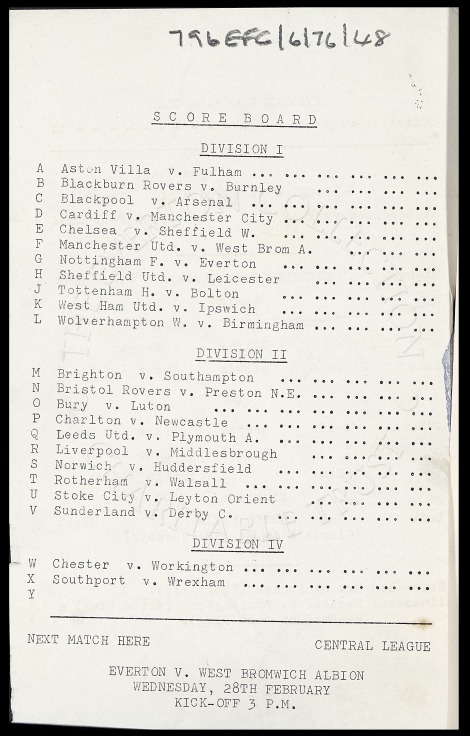 796EFC/6/76/48
SCORE BOARD
DIVISION I
A Aston Villa v. Fulham ... ... ... ... ... ...
B Blackburn Rovers v. Burnley ... ... ... ... ...
C Blackpool v. Arsenal ... ... ... ... ... ...
D Cardiff v. Manchester City ... ... ... ... ...
E Chelsea v. Sheffield W. ... ... ... ... ...
F Manchester Utd. v. West Brom A. ... ... ... ...
G Nottingham F. v. Everton ... ... ... ... ...
H Sheffield Utd. v. Leicester ... ... ... ...
J Tottenham H. v. Bolton ... ... ... ... ...
K West Ham Utd. v. Ipswich ... ... ... ... ...
L Wolverhampton W. v. Birmingham ... ... ... ...
DIVISION II
M Brighton v. Southampton ... ... ... ... ...
N Bristol Rovers v. Preston N.E. ... ... ... ... ...
O Bury v. Luton ... ... ... ... ... ... ...
P Charlton v. Newcastle ... ... ... ... ... ...
Q Leeds Utd. v. Plymouth A. ... ... ... ... ...
R Liverpool v. Middlesbrough ... ... ... ...
S Norwich v. Huddersfield ... ... ... ... ...
T Rotherham v. Walsall ... ... ... ... ... ...
U Stoke City v. Leyton Orient ... ... ... ...
V Sunderland v. Derby C. ... ... ... ... ...
DIVISION IV
W Chester v. Workington ... ... ... ... ... ...
X Southport v. Wrexham ... ... ... ... ... ...
Y
NEXT MATCH HERE CENTRAL LEAGUE
EVERTON V. WEST BROMWICH ALBION
WEDNESDAY, 28TH FEBRUARY
KICK-OFF 3 P.M.